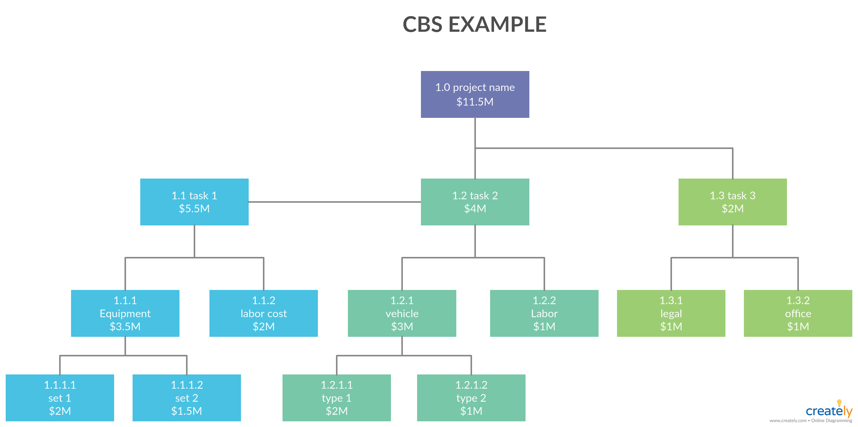 CBS EXAMPLE
1.0 project name
$11.5M
1.1 task 1
$5.5M
1.2 task 2
$4M
1.3 task 3
$2M
1.1.1
Equipment
$3.5M
1.1.2
labor cost
$2M
1.2.1
vehicle
$3M
1.2.2
Labor
$1M
1.3.1
legal
$1M
1.3.2
office
$1M
1.1.1.1
set 1
$2M
1.1.1.2
set 2
$1.5M
1.2.1.1
type 1
$2M
1.2.1.2
type 2
$1M
creately
www.creately.com • Online Diagramming